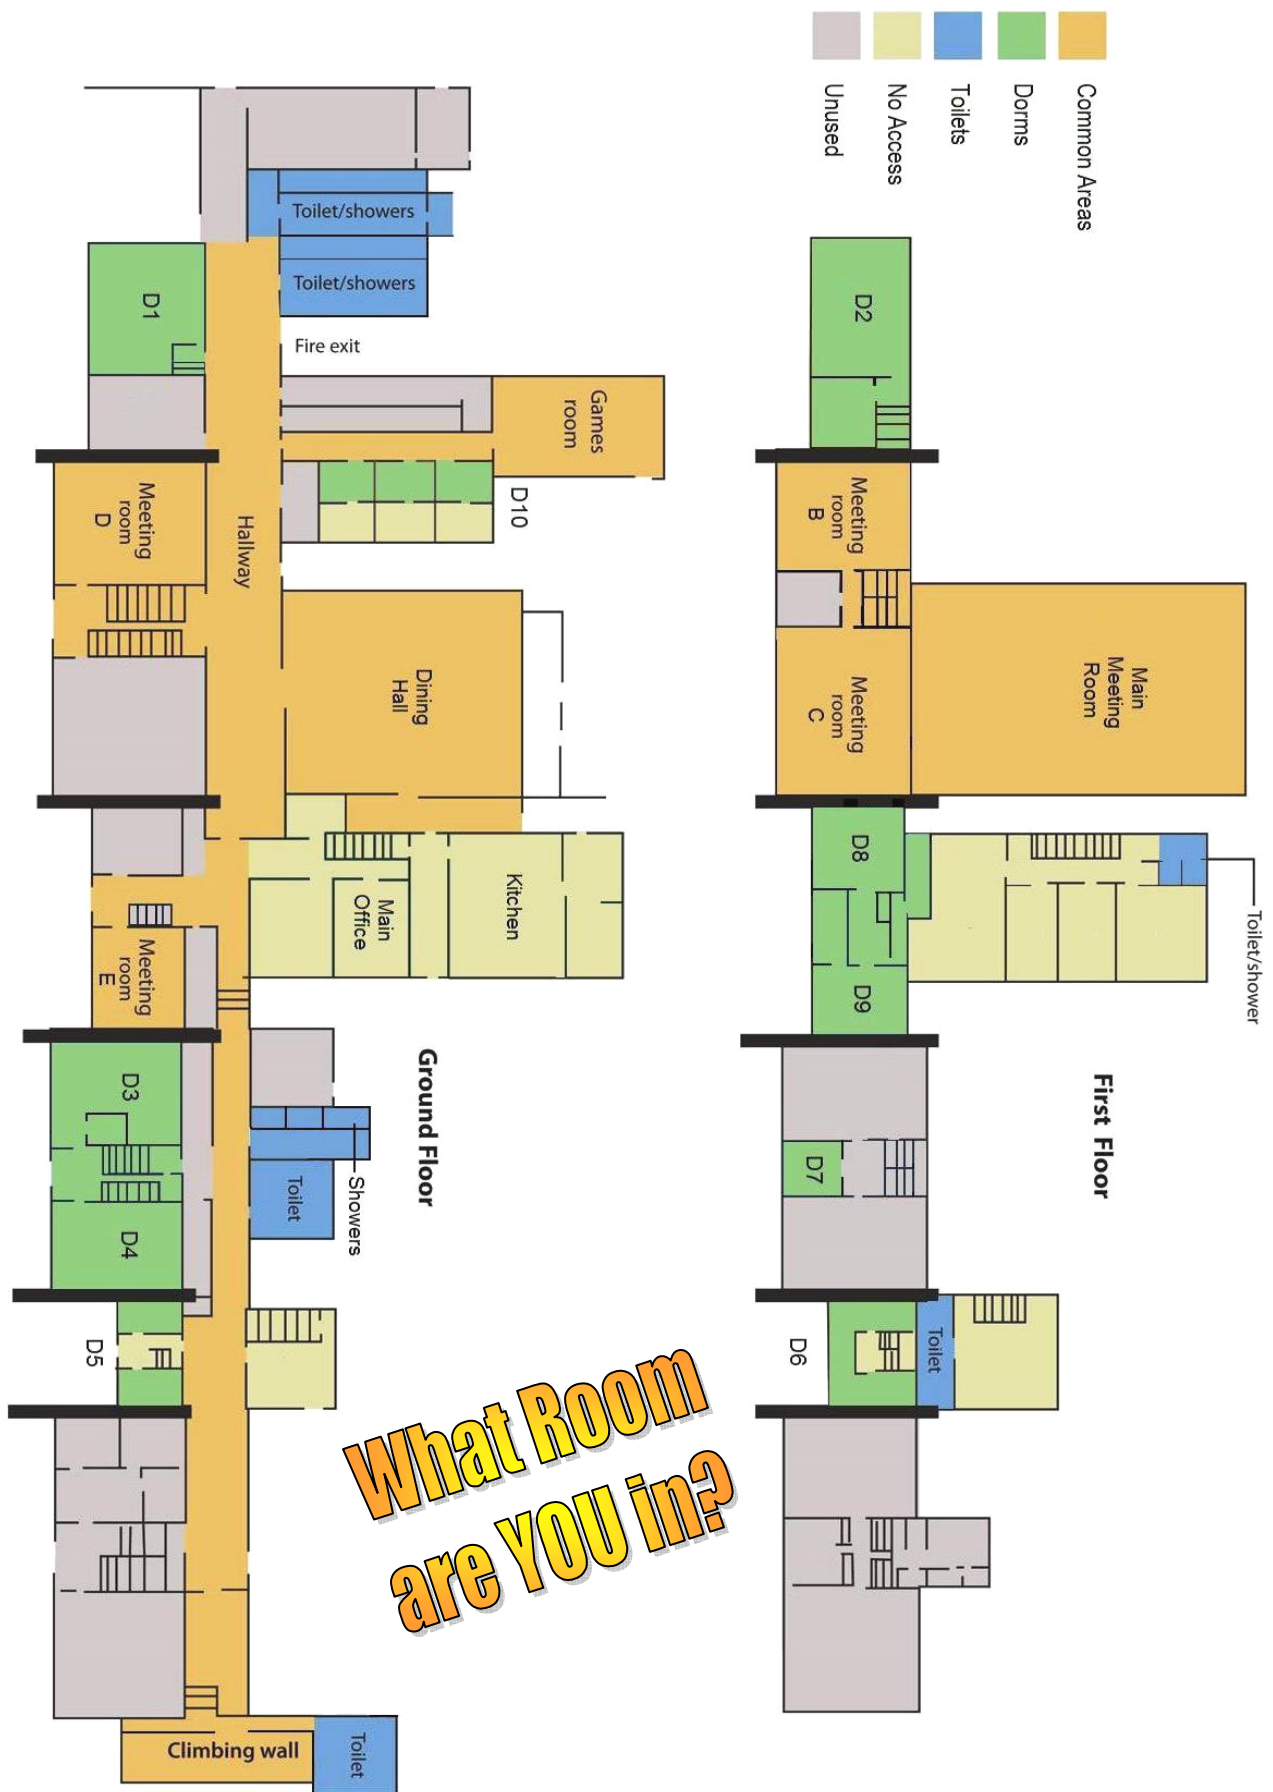 Common Areas
Dorms
Toilets
No Access
Unused
D2
Meeting
room
B
Main
Meeting
Room
Meeting
room
C
D8
D9
Toilet/shower
First Floor
D7
D6
Toilet
Toilet/showers
Toilet/showers
D1
Fire exit
Games
room
D10
Meeting
room
D
Hallway
Dining
Hall
Kitchen
Main
Office
Meeting
room
E
Ground Floor
D3
D4
Showers
Toilet
D5
What Room
are YOU in?
Climbing wall
Toilet